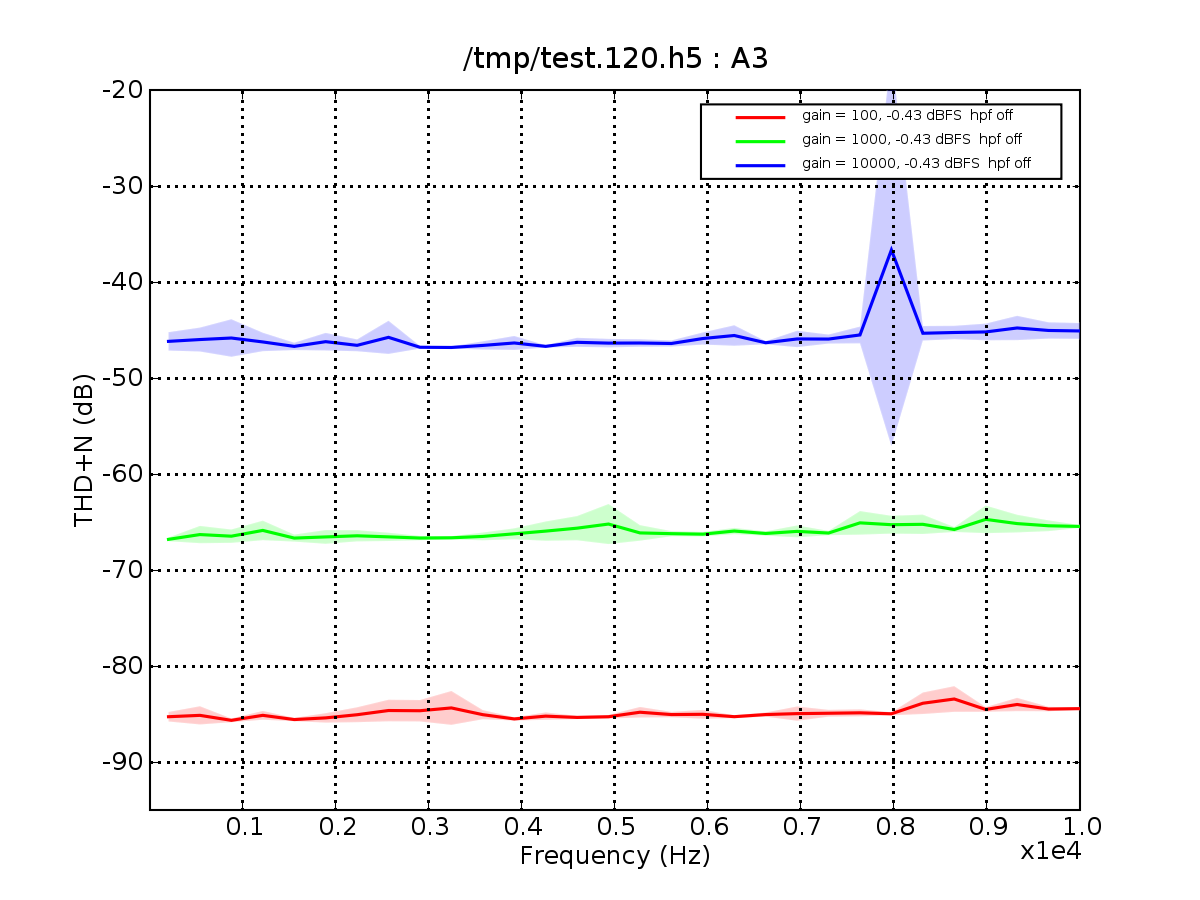 /tmp/test.120.h5 : A3
gain = 100, -0.43 dBFS  hpf off
gain = 1000, -0.43 dBFS  hpf off
gain = 10000, -0.43 dBFS  hpf off
THD+N (dB)
-20
-30
-40
-50
-60
-70
-80
-90
0.1 0.2 0.3 0.4 0.5 0.6 0.7 0.8 0.9 1.0
x1e4
Frequency (Hz)